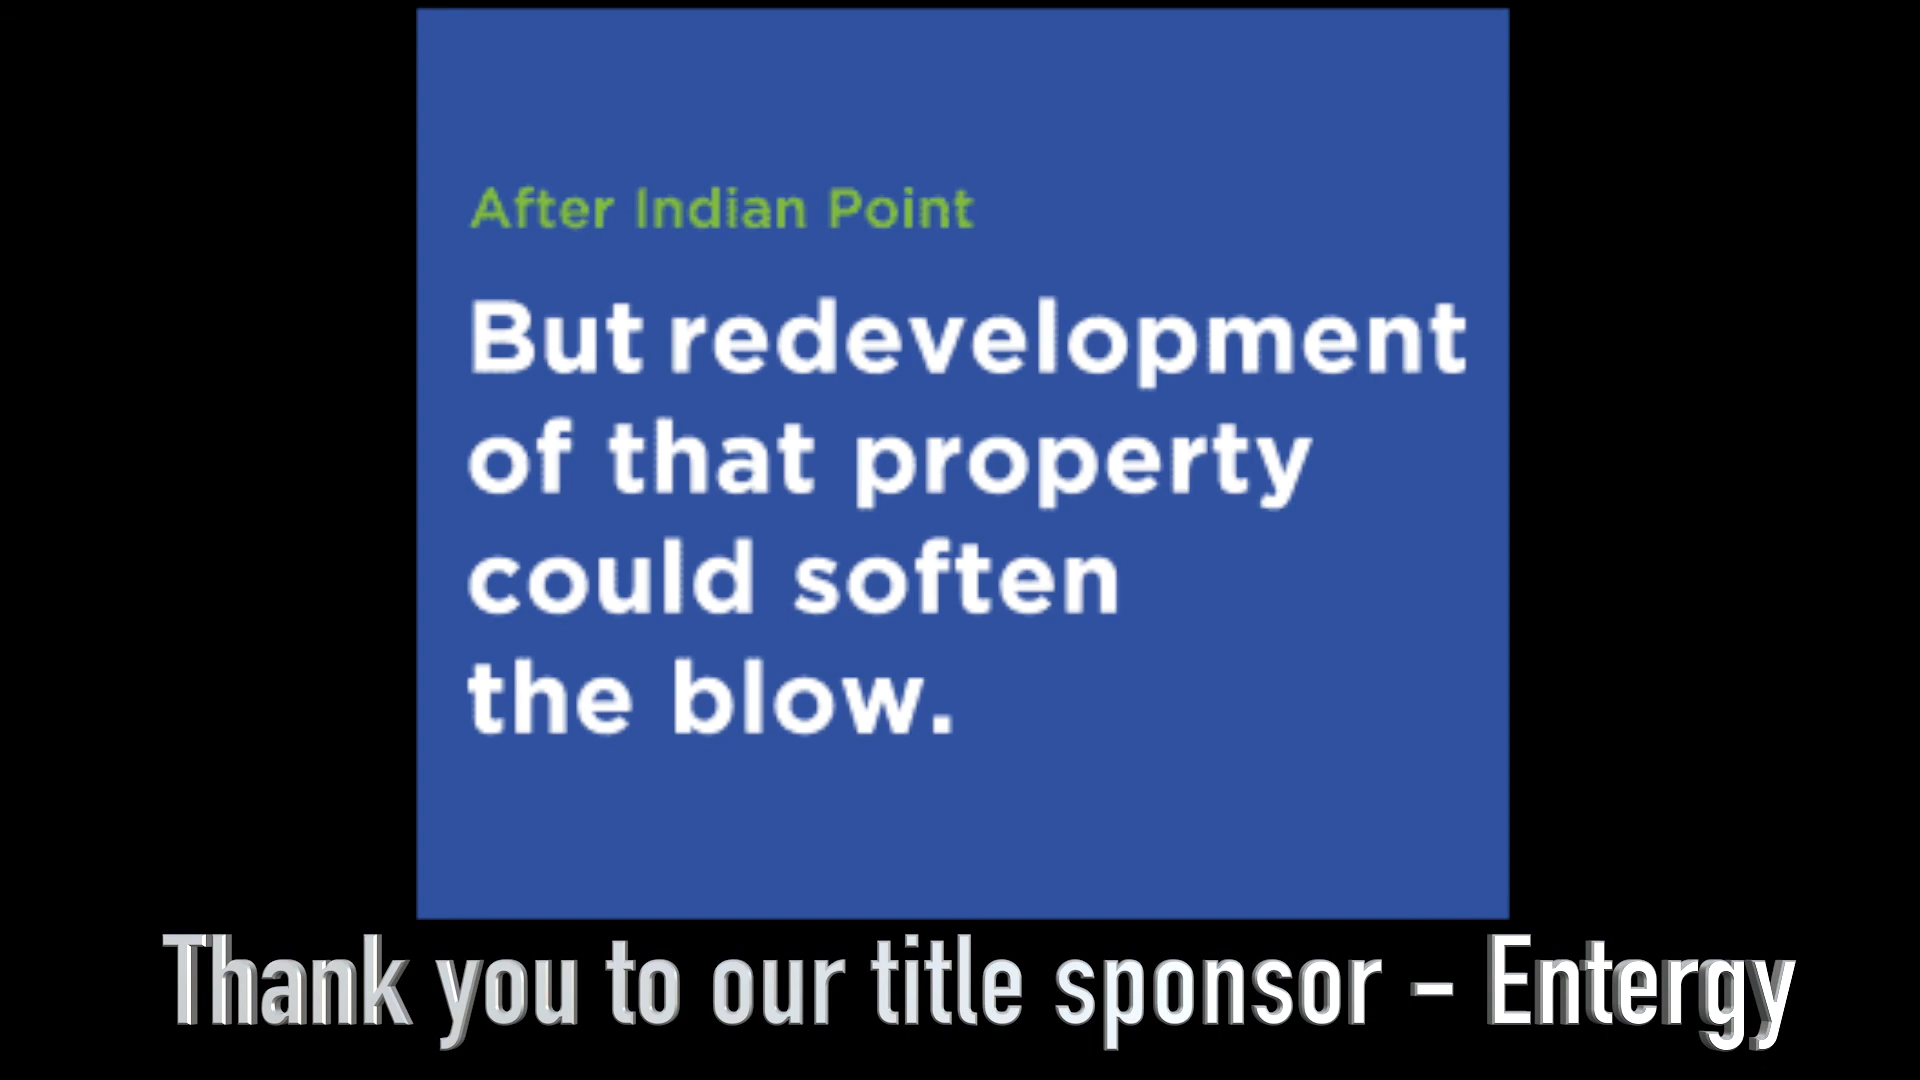 After Indian Point
But redevelopment
of that property
could soften
the blow.
Thank you to our title sponsor - Entergy